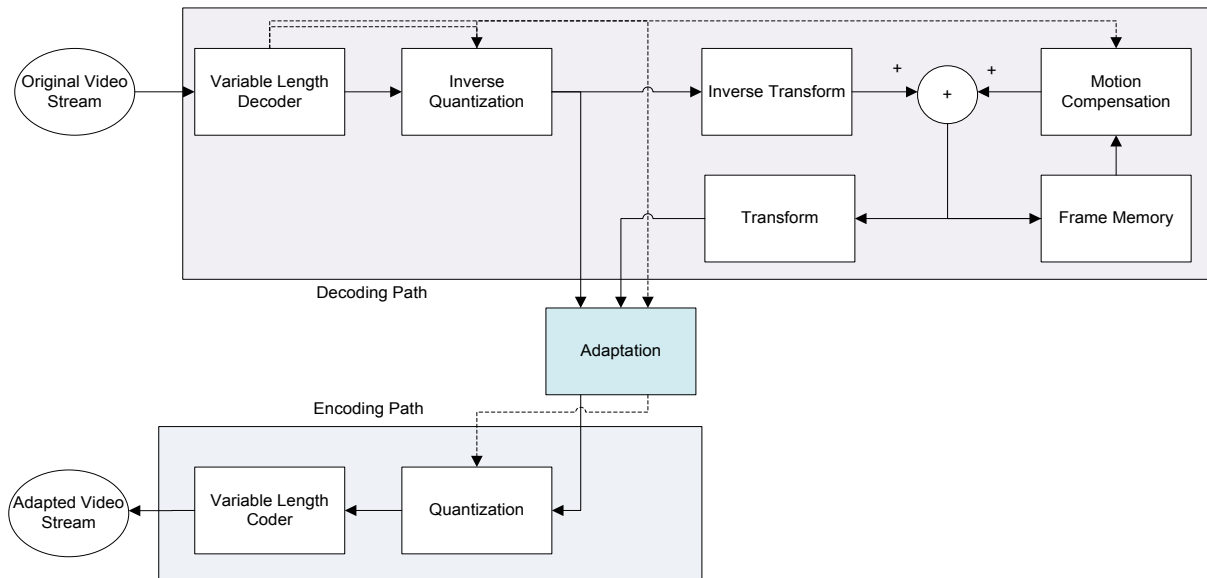 Original Video
Stream
Variable Length
Decoder
Inverse
Quantization
Inverse Transform
+
+
+
Motion
Compensation
Transform
Frame Memory
Decoding Path
Adaptation
Encoding Path
Adapted Video
Stream
Variable Length
Coder
Quantization